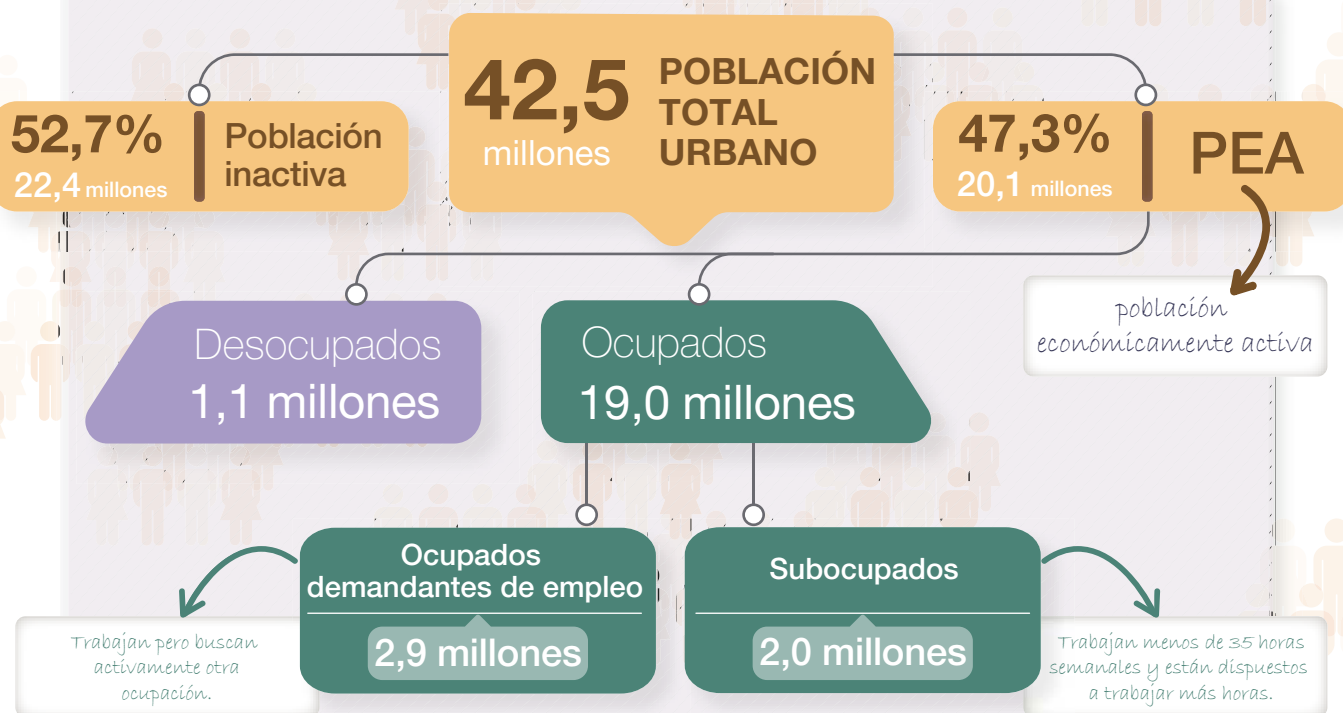 42,5
millones
POBLACIÓN
TOTAL
URBANO
52,7%
22,4 millones
Población
inactiva
47,3%
20,1 millones
PEA
población
económicamente activa
Desocupados
1,1 millones
Ocupados
19,0 millones
Ocupados
demandantes de empleo
2,9 millones
Subocupados
2,0 millones
Trabajan pero buscan
activamente otra
ocupación.
Trabajan menos de 35 horas
semanales y están dispuestos
a trabajar más horas.